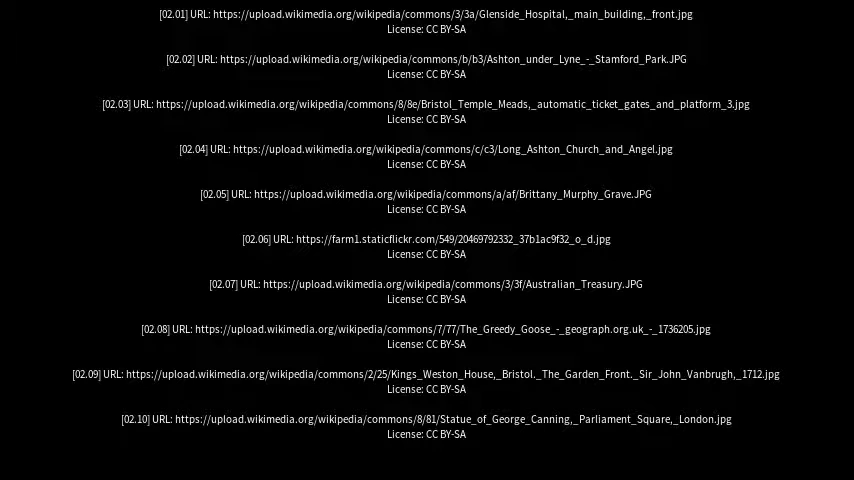 [02.01] URL: https://upload.wikimedia.org/wikipedia/commons/3/3a/Glenside_Hospital,_main_building,_front.jpg
License: CC BY-SA
[02.02] URL: https://upload.wikimedia.org/wikipedia/commons/b/b3/Ashton_under_Lyne_-_Stamford_Park.JPG
License: CC BY-SA
[02.03] URL: https://upload.wikimedia.org/wikipedia/commons/8/8e/Bristol_Temple_Meads,_automatic_ticket_gates_and_platform_3.jpg
License: CC BY-SA
[02.04] URL: https://upload.wikimedia.org/wikipedia/commons/c/c3/Long_Ashton_Church_and_Angel.jpg
License: CC BY-SA
[02.05] URL: https://upload.wikimedia.org/wikipedia/commons/a/af/Brittany_Murphy_Grave.JPG
License: CC BY-SA
[02.06] URL: https://farm1.staticflickr.com/549/20469792332_37b1ac9f32_o_d.jpg
License: CC BY-SA
[02.07] URL: https://upload.wikimedia.org/wikipedia/commons/3/3f/Australian_Treasury.JPG
License: CC BY-SA
[02.08] URL: https://upload.wikimedia.org/wikipedia/commons/7/77/The_Greedy_Goose_-_geograph.org.uk_-_1736205.jpg
License: CC BY-SA
[02.09] URL: https://upload.wikimedia.org/wikipedia/commons/2/25/Kings_Weston_House,_Bristol._The_Garden_Front._Sir_John_Vanbrugh,_1712.jpg
License: CC BY-SA
[02.10] URL: https://upload.wikimedia.org/wikipedia/commons/8/81/Statue_of_George_Canning,_Parliament_Square,_London.jpg
License: CC BY-SA